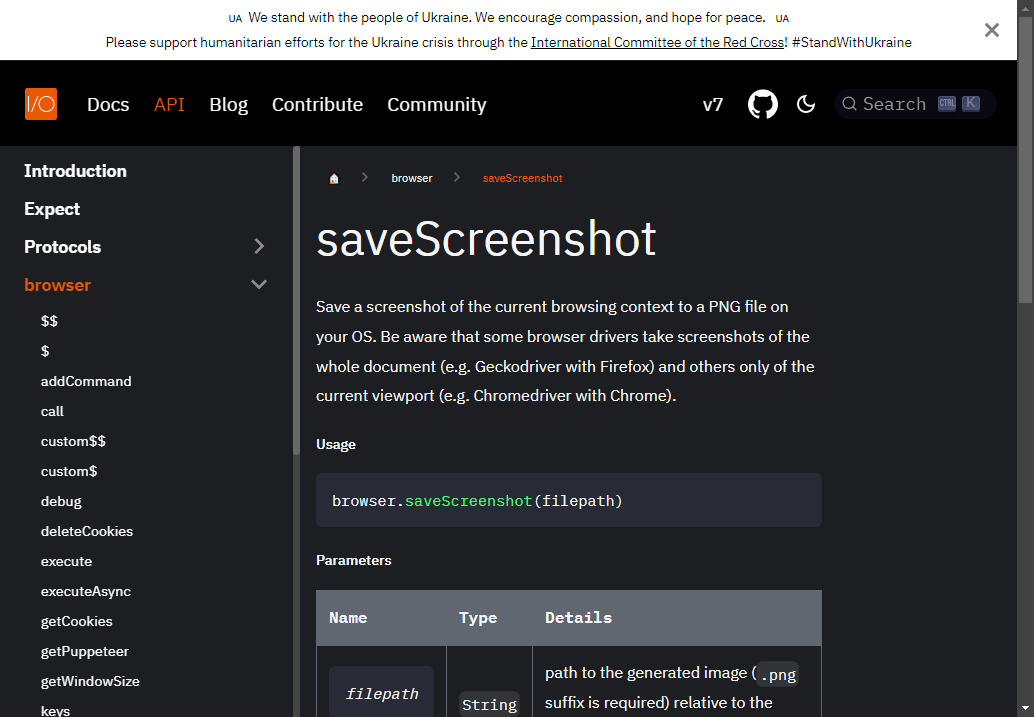 UA We stand with the people of Ukraine. We encourage compassion, and hope for peace. UA
Please support humanitarian efforts for the Ukraine crisis through the International Committee of the Red Cross! #StandWithUkraine
I/O Docs API Blog Contribute Community v7 Search CTRL K
Introduction
Expect
Protocols
browser
$$
$
addCommand
call
custom$$
custom$
debug
deleteCookies
execute
executeAsync
getCookies
getPuppeteer
getWindowSize
keys
browser saveScreenshot
saveScreenshot
Save a screenshot of the current browsing context to a PNG file on
your OS. Be aware that some browser drivers take screenshots of the
whole document (e.g. Geckodriver with Firefox) and others only of the
current viewport (e.g. Chromedriver with Chrome).
Usage
browser.saveScreenshot(filepath)
Parameters
Name Type Details
filepath String path to the generated image (.png
suffix is required) relative to the